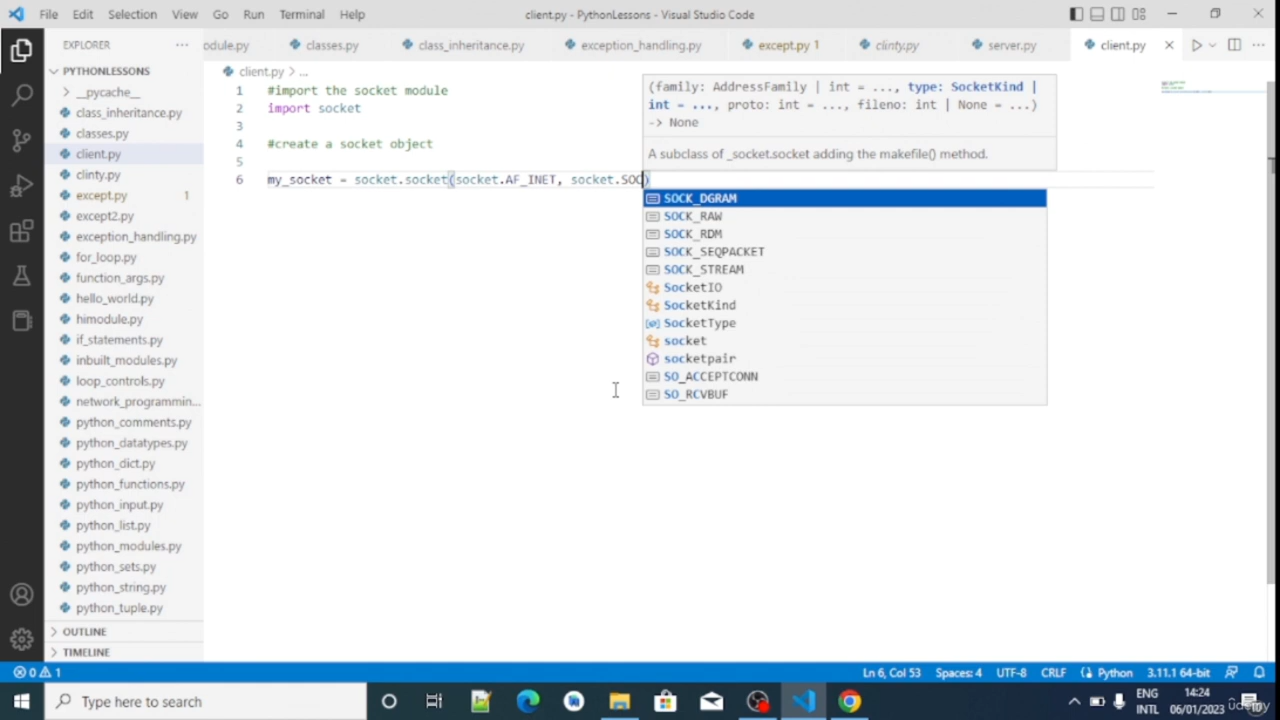 File Edit Selection View Go Run Terminal Help
client.py - PythonLessons - Visual Studio Code
EXPLORER
odule.py classes.py class_inheritance.py exception_handling.py except.py 1 clinty.py server.py client.py
PYTHONLESSONS
client.py > ...
__pycache__
class_inheritance.py
classes.py
client.py
clinty.py
except.py 1
except2.py
exception_handling.py
for_loop.py
function_args.py
hello_world.py
himodule.py
if_statements.py
inbuilt_modules.py
loop_controls.py
network_programmin...
python_comments.py
python_datatypes.py
python_dict.py
python_functions.py
python_input.py
python_list.py
python_modules.py
python_sets.py
python_string.py
python_tuple.py
OUTLINE
TIMELINE
1 #import the socket module
2 import socket
3
4 #create a socket object
5
6 my_socket = socket.socket(socket.AF_INET, socket.SOC)
(family: AddressFamily | int = ..., type: SocketKind |
int = ..., proto: int = ..., fileno: int | None = ...)
-> None
A subclass of _socket.socket adding the makefile() method.
SOCK_DGRAM
SOCK_RAW
SOCK_RDM
SOCK_SEQPACKET
SOCK_STREAM
SocketIO
SocketKind
SocketType
socket
socketpair
SO_ACCEPTCONN
SO_RCVBUF
0 1
Ln 6, Col 53 Spaces: 4 UTF-8 CRLF Python 3.11.1 64-bit
Type here to search
ENG
INTL
14:24
06/01/2023
udemy